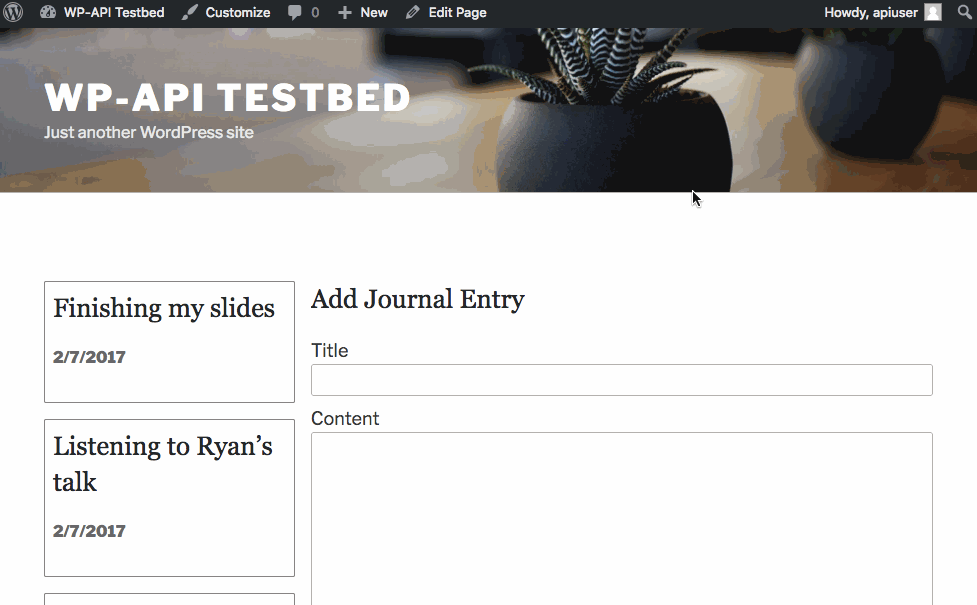 WP-API Testbed Customize 0 New Edit Page Howdy, apiuser
WP-API TESTBED
Just another WordPress site
Finishing my slides
2/7/2017
Listening to Ryan’s
talk
2/7/2017
Add Journal Entry
Title
Content